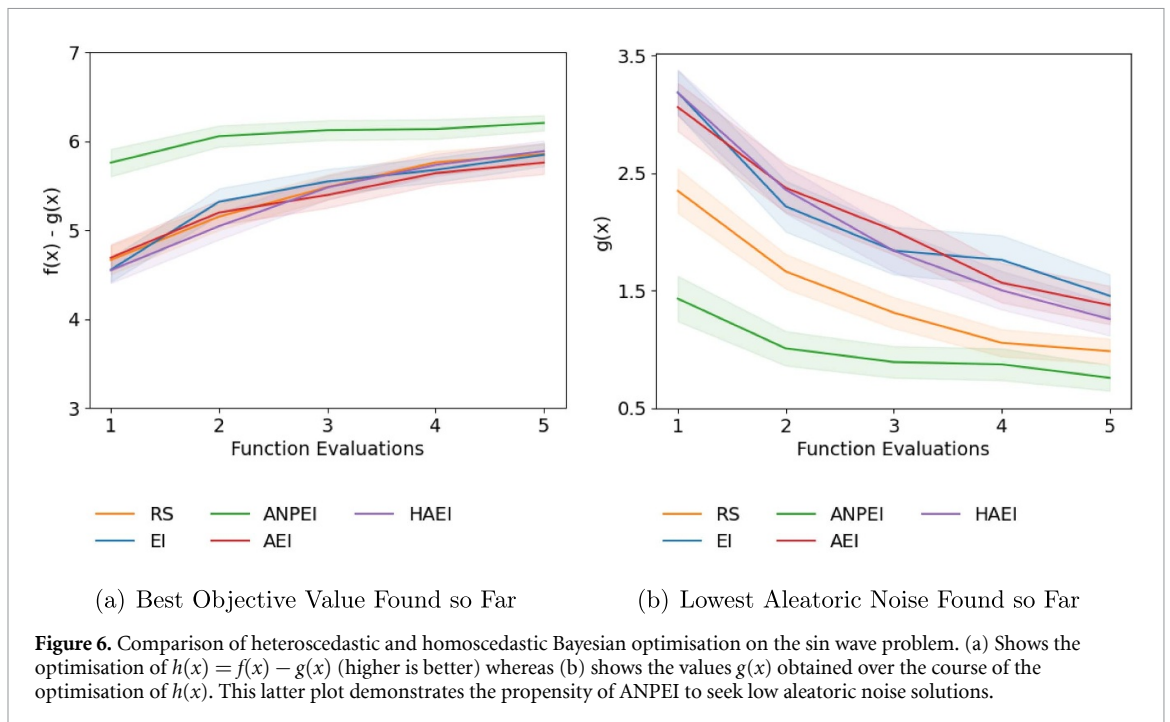 7
6
5
4
3
f(x) - g(x)
1 2 3 4 5
Function Evaluations
RS ANPEI HAEI
EI AEI
(a) Best Objective Value Found so Far
3.5
2.5
1.5
0.5
g(x)
1 2 3 4 5
Function Evaluations
RS ANPEI HAEI
EI AEI
(b) Lowest Aleatoric Noise Found so Far
Figure 6. Comparison of heteroscedastic and homoscedastic Bayesian optimisation on the sin wave problem. (a) Shows the
optimisation of h(x) = f(x) − g(x) (higher is better) whereas (b) shows the values g(x) obtained over the course of the
optimisation of h(x). This latter plot demonstrates the propensity of ANPEI to seek low aleatoric noise solutions.